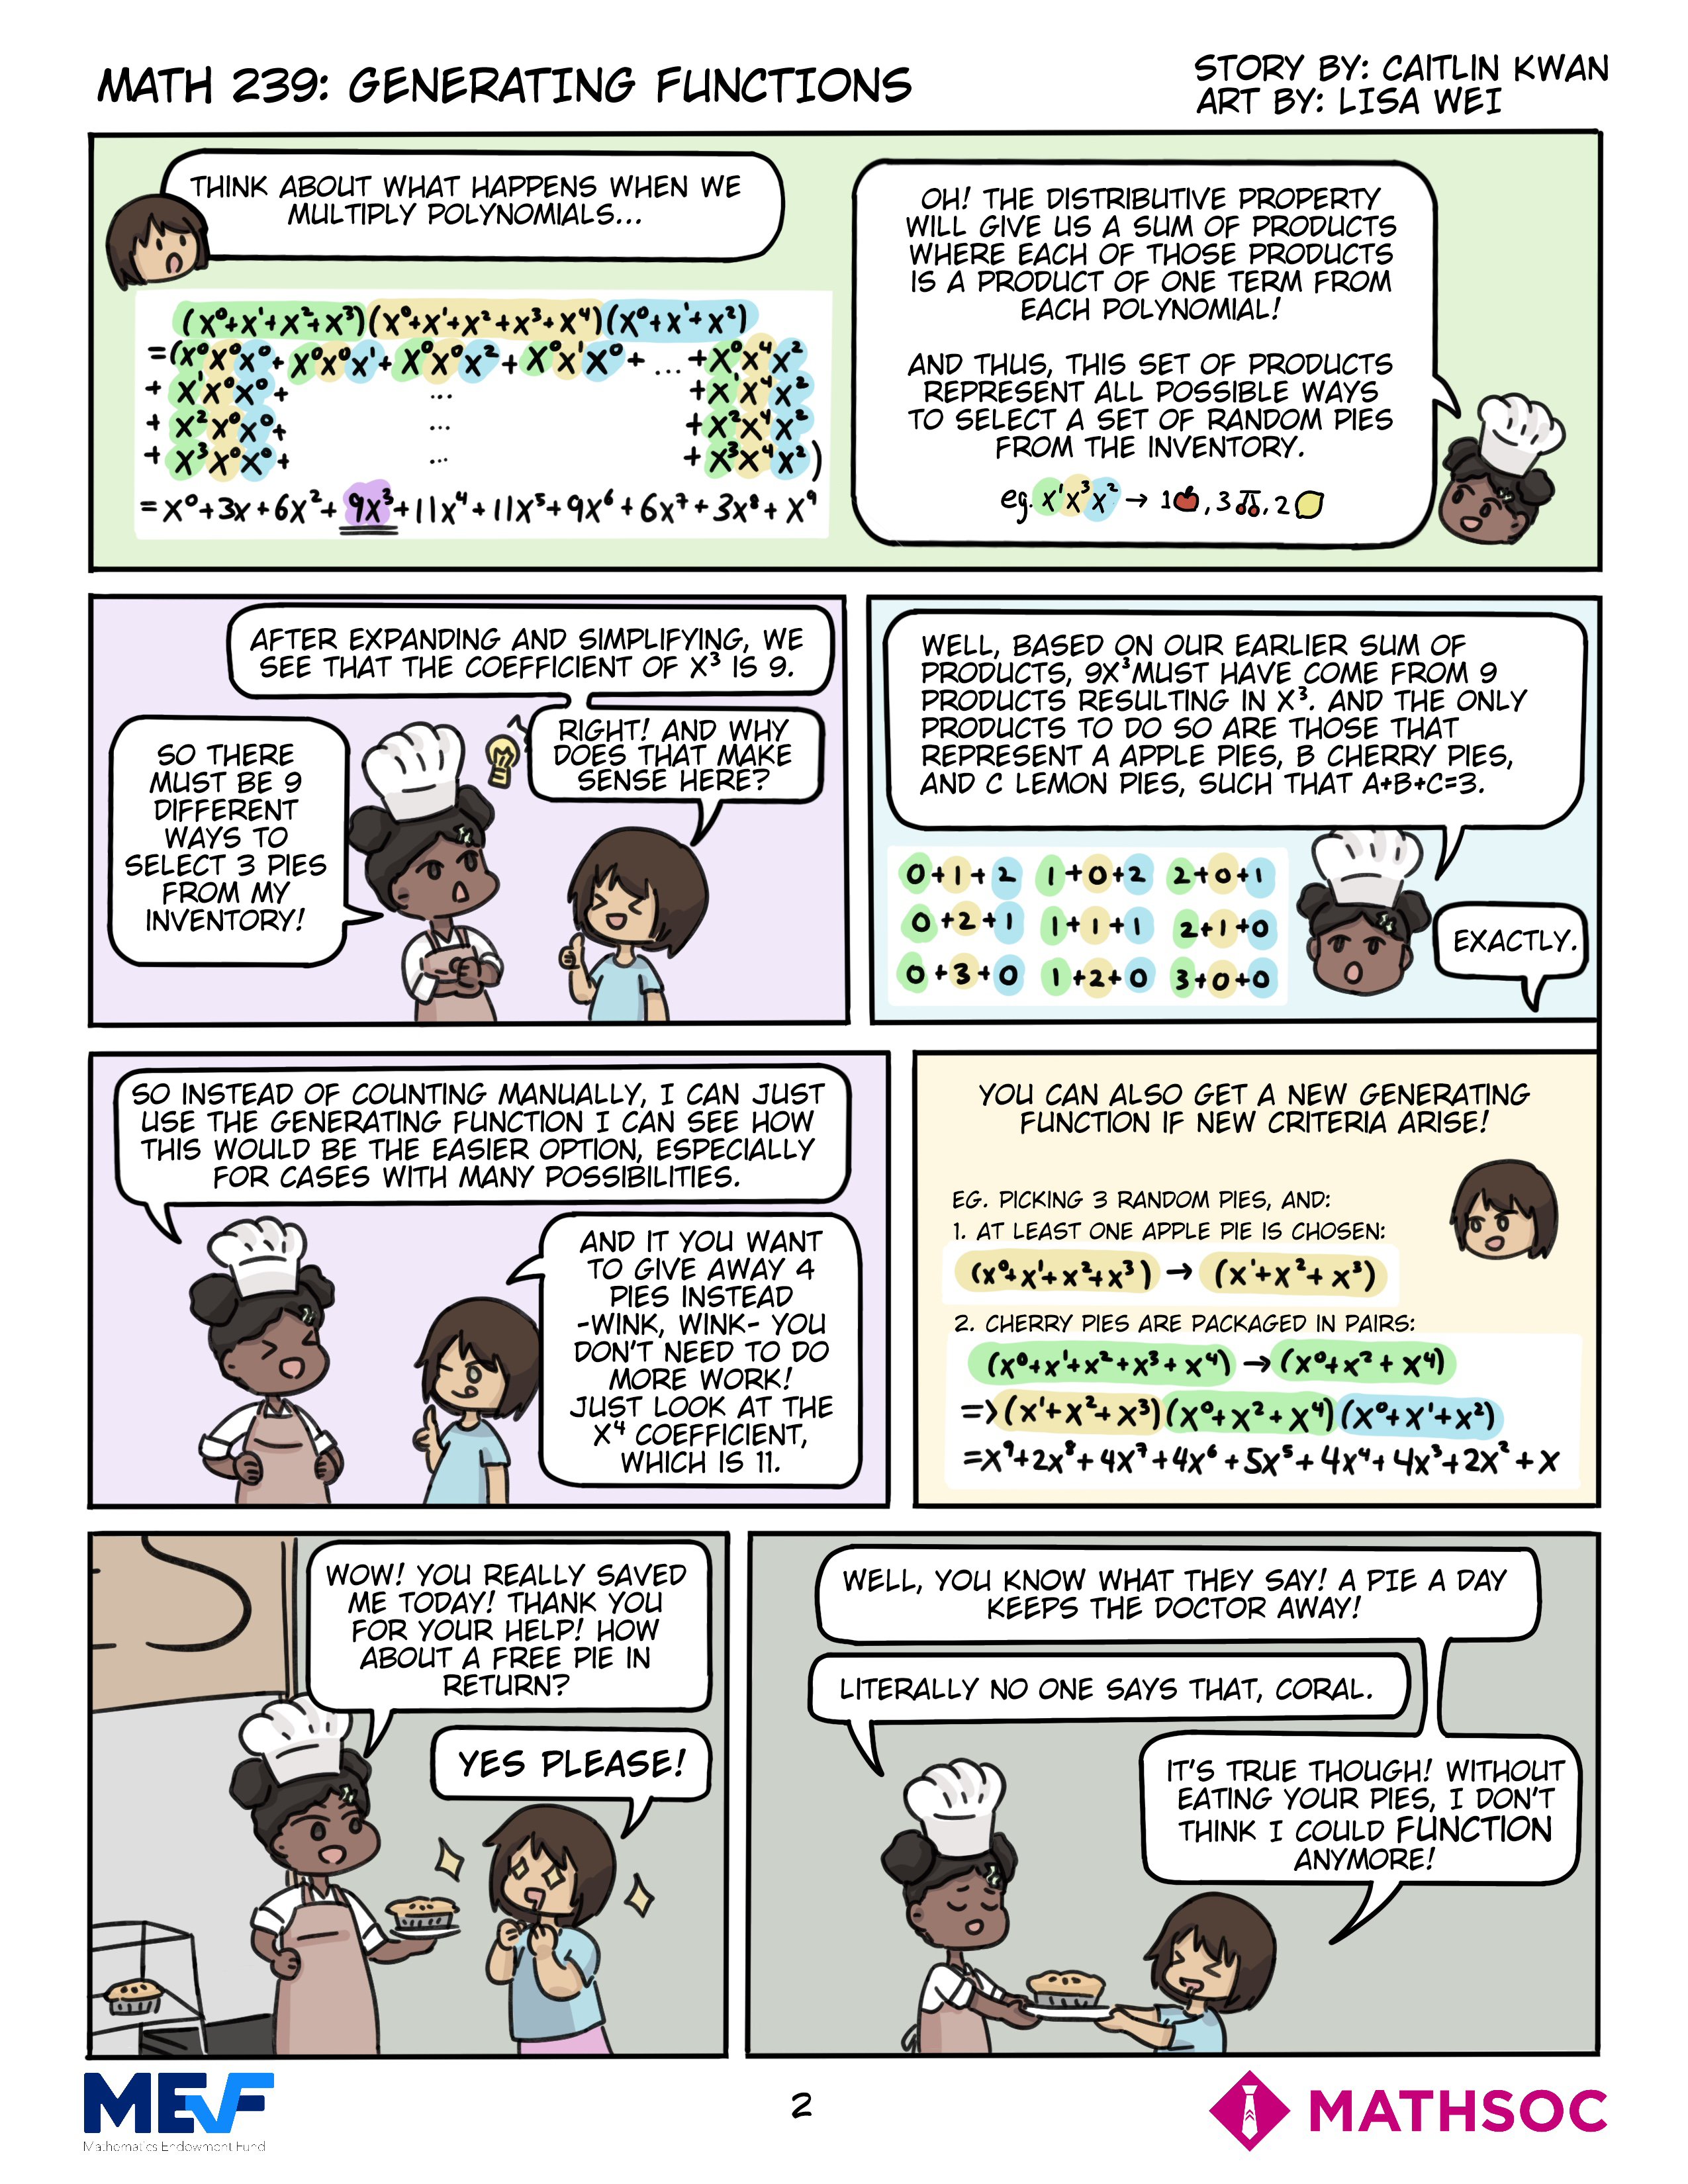 MATH 239: GENERATING FUNCTIONS
STORY BY: CAITLIN KWAN
ART BY: LISA WEI
THINK ABOUT WHAT HAPPENS WHEN WE
MULTIPLY POLYNOMIALS...
(x⁰+x¹+x²+x³)(x⁰+x¹+x²+x³+x⁴)(x⁰+x¹+x²)
=(x⁰x⁰x⁰+x⁰x⁰x¹+x⁰x⁰x²+x⁰x¹x⁰+...+x⁰x⁴x²
+x¹x⁰x⁰+ ... +x¹x⁴x²
+x²x⁰x⁰+ ... +x²x⁴x²
+x³x⁰x⁰+ ... +x³x⁴x²)
=x⁰+3x+6x²+9x³+11x⁴+11x⁵+9x⁶+6x⁷+3x⁸+x⁹
OH! THE DISTRIBUTIVE PROPERTY
WILL GIVE US A SUM OF PRODUCTS
WHERE EACH OF THOSE PRODUCTS
IS A PRODUCT OF ONE TERM FROM
EACH POLYNOMIAL!
AND THUS, THIS SET OF PRODUCTS
REPRESENT ALL POSSIBLE WAYS
TO SELECT A SET OF RANDOM PIES
FROM THE INVENTORY.
eg. x¹x³x² → 1 , 3 , 2
AFTER EXPANDING AND SIMPLIFYING, WE
SEE THAT THE COEFFICIENT OF X³ IS 9.
SO THERE
MUST BE 9
DIFFERENT
WAYS TO
SELECT 3 PIES
FROM MY
INVENTORY!
RIGHT! AND WHY
DOES THAT MAKE
SENSE HERE?
WELL, BASED ON OUR EARLIER SUM OF
PRODUCTS, 9X³ MUST HAVE COME FROM 9
PRODUCTS RESULTING IN X³. AND THE ONLY
PRODUCTS TO DO SO ARE THOSE THAT
REPRESENT A APPLE PIES, B CHERRY PIES,
AND C LEMON PIES, SUCH THAT A+B+C=3.
0+1+2 1+0+2 2+0+1
0+2+1 1+1+1 2+1+0
0+3+0 1+2+0 3+0+0
EXACTLY.
SO INSTEAD OF COUNTING MANUALLY, I CAN JUST
USE THE GENERATING FUNCTION I CAN SEE HOW
THIS WOULD BE THE EASIER OPTION, ESPECIALLY
FOR CASES WITH MANY POSSIBILITIES.
AND IT YOU WANT
TO GIVE AWAY 4
PIES INSTEAD
-WINK, WINK- YOU
DON'T NEED TO DO
MORE WORK!
JUST LOOK AT THE
X⁴ COEFFICIENT,
WHICH IS 11.
YOU CAN ALSO GET A NEW GENERATING
FUNCTION IF NEW CRITERIA ARISE!
EG. PICKING 3 RANDOM PIES, AND:
1. AT LEAST ONE APPLE PIE IS CHOSEN:
(x⁰+x¹+x²+x³) → (x¹+x²+x³)
2. CHERRY PIES ARE PACKAGED IN PAIRS:
(x⁰+x¹+x²+x³+x⁴) → (x⁰+x²+x⁴)
=>(x¹+x²+x³)(x⁰+x²+x⁴)(x⁰+x¹+x²)
=x⁹+2x⁸+4x⁷+4x⁶+5x⁵+4x⁴+4x³+2x²+x
WOW! YOU REALLY SAVED
ME TODAY! THANK YOU
FOR YOUR HELP! HOW
ABOUT A FREE PIE IN
RETURN?
YES PLEASE!
WELL, YOU KNOW WHAT THEY SAY! A PIE A DAY
KEEPS THE DOCTOR AWAY!
LITERALLY NO ONE SAYS THAT, CORAL.
IT'S TRUE THOUGH! WITHOUT
EATING YOUR PIES, I DON'T
THINK I COULD FUNCTION
ANYMORE!
MEF
Mathematics Endowment Fund
2
MATHSOC